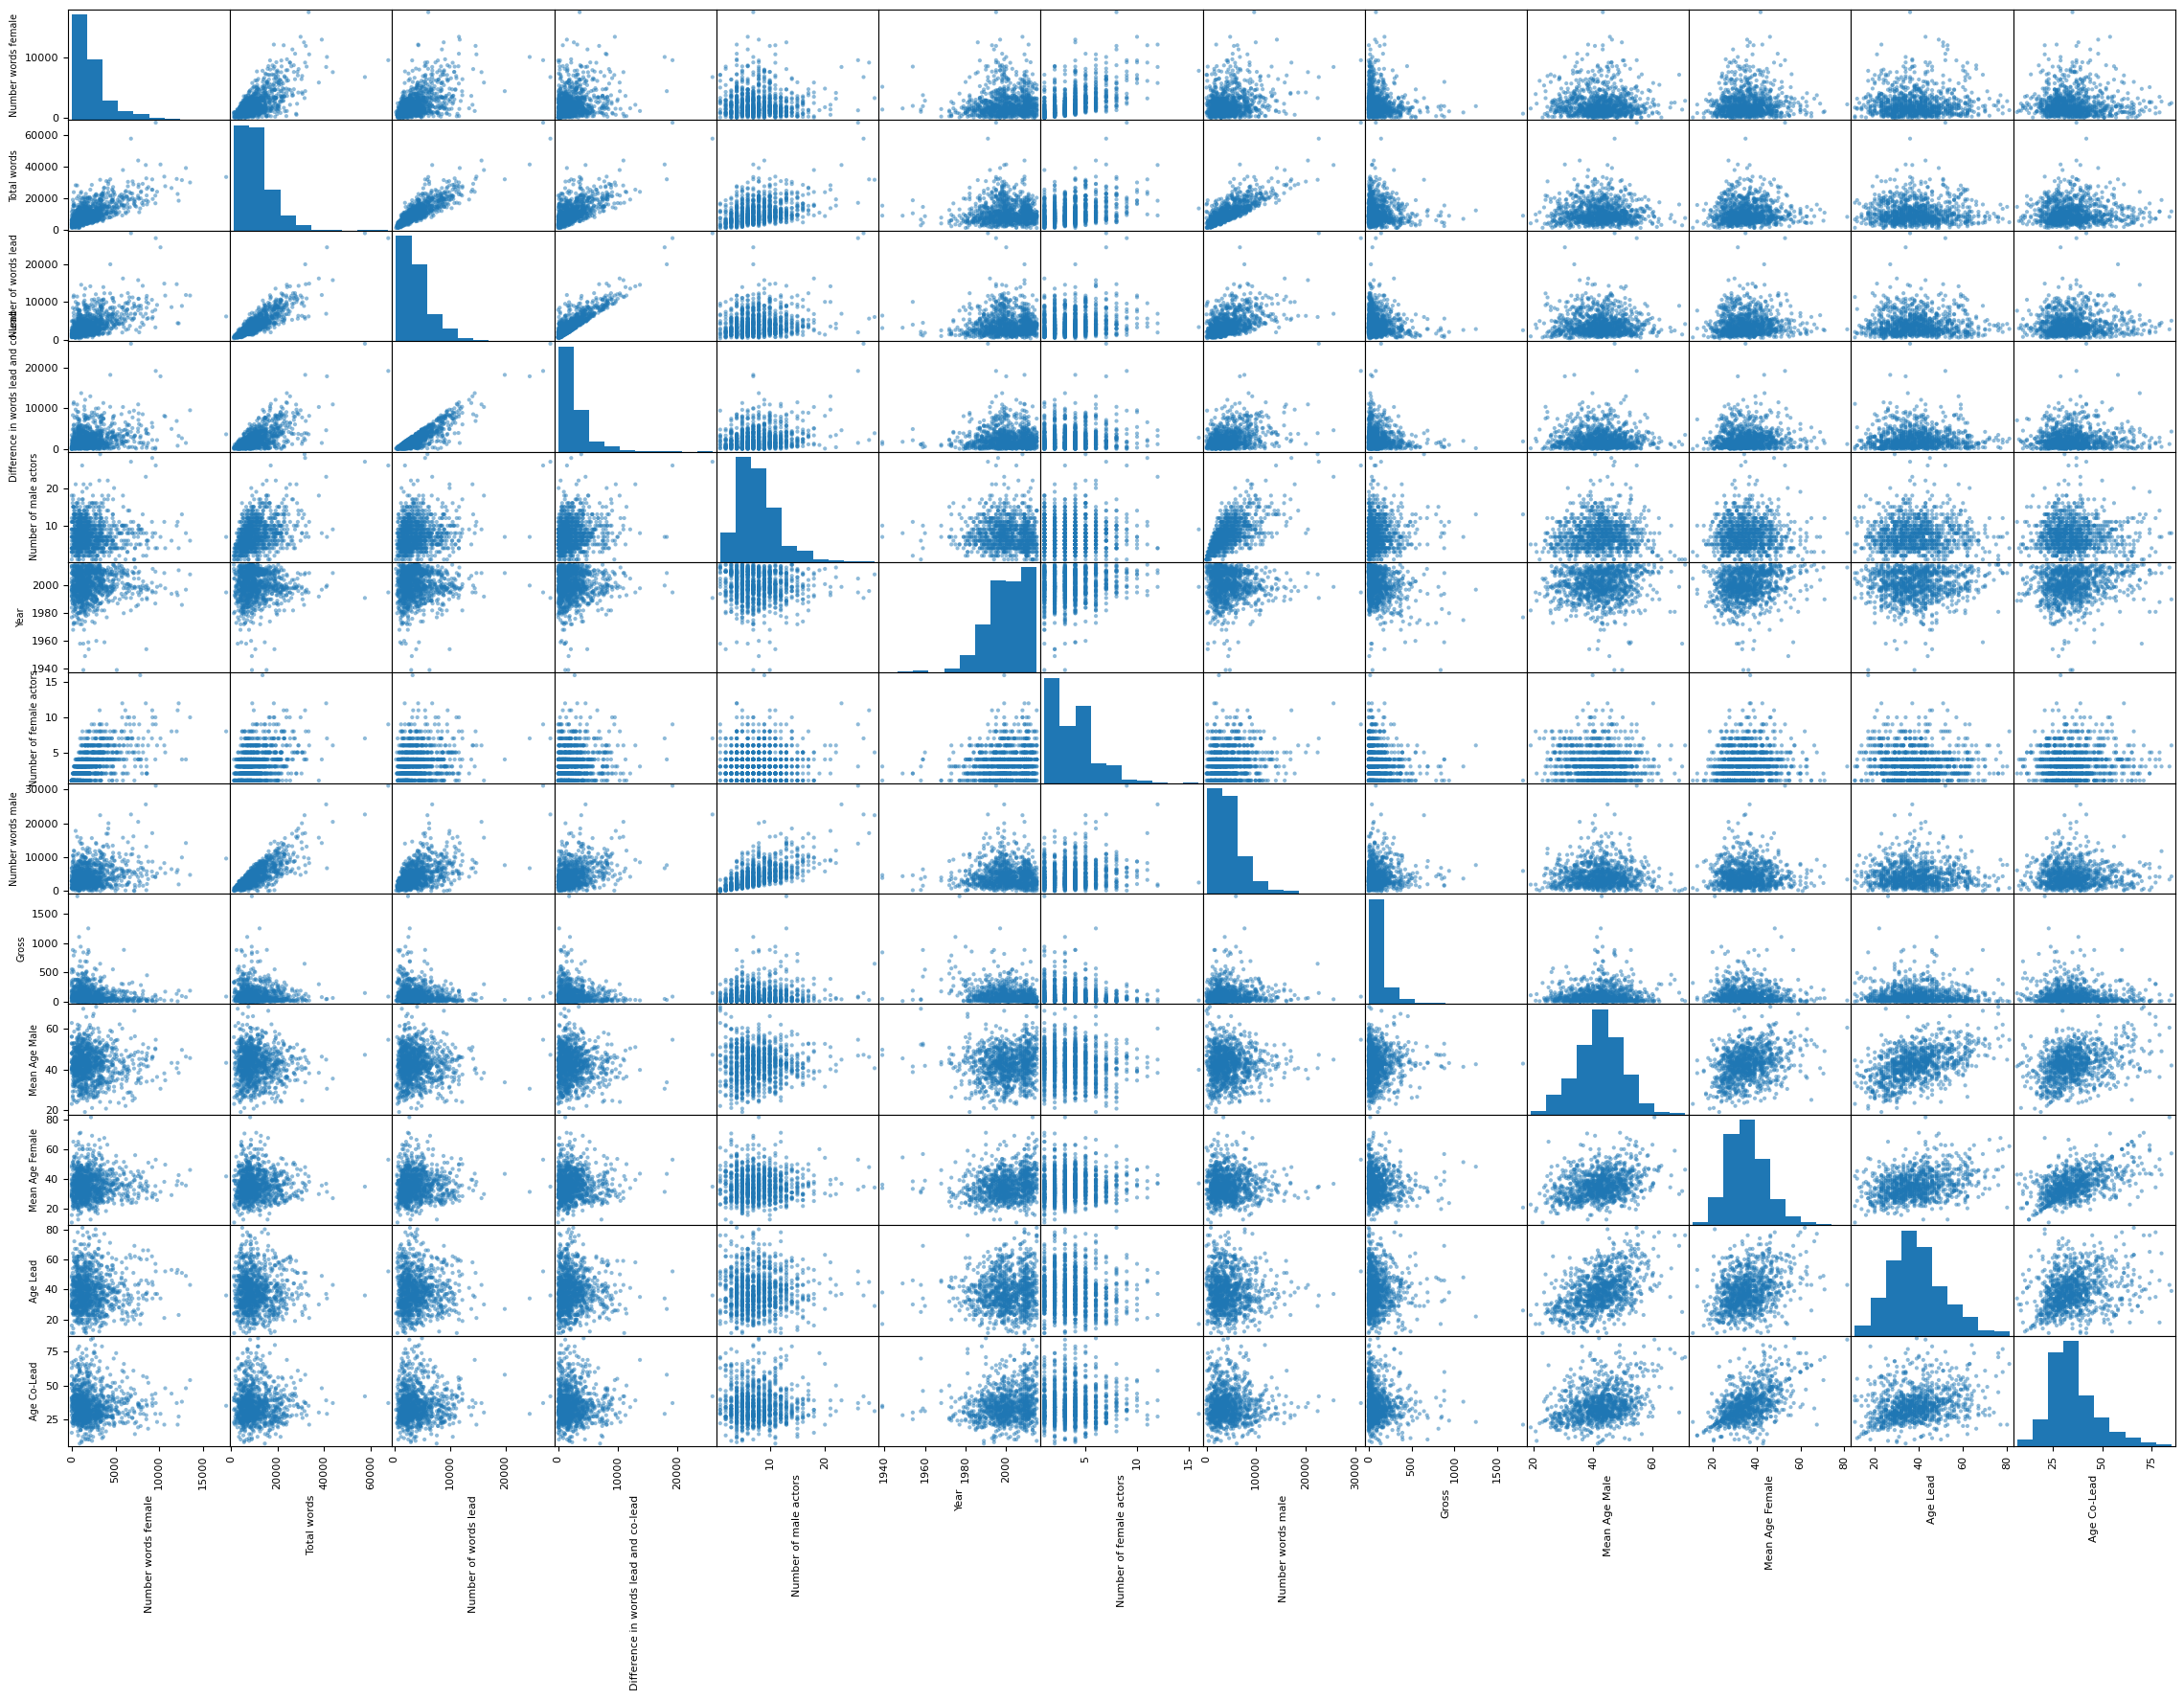 Number words female
10000
0
Total words
60000
40000
20000
0
Number of words lead
20000
10000
0
Difference in words lead and co-lead
20000
10000
0
Number of male actors
20
10
Year
2000
1980
1960
1940
Number of female actors
15
10
5
Number words male
30000
20000
10000
0
Gross
1500
1000
500
0
Mean Age Male
60
40
20
Mean Age Female
80
60
40
20
Age Lead
80
60
40
20
Age Co-Lead
75
50
25
0 5000 10000 15000
0 20000 40000 60000
0 10000 20000
0 10000 20000
10 20
1940 1960 1980 2000
5 10 15
0 10000 20000 30000
0 500 1000 1500
20 40 60
20 40 60 80
20 40 60 80
25 50 75
Number words female
Total words
Number of words lead
Difference in words lead and co-lead
Number of male actors
Year
Number of female actors
Number words male
Gross
Mean Age Male
Mean Age Female
Age Lead
Age Co-Lead